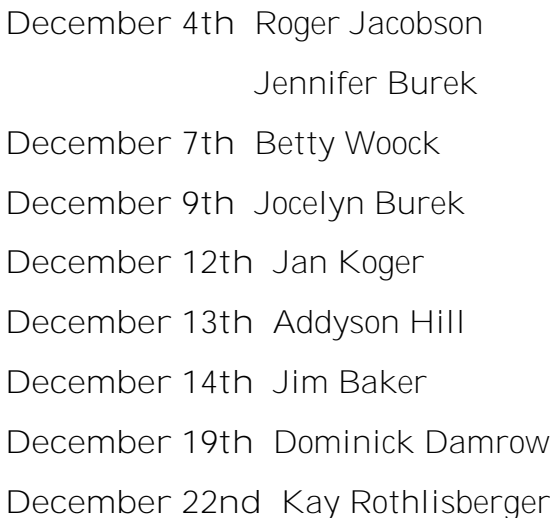 December 4th Roger Jacobson
Jennifer Burek
December 7th Betty Woock
December 9th Jocelyn Burek
December 12th Jan Koger
December 13th Addyson Hill
December 14th Jim Baker
December 19th Dominick Damrow
December 22nd Kay Rothlisberger